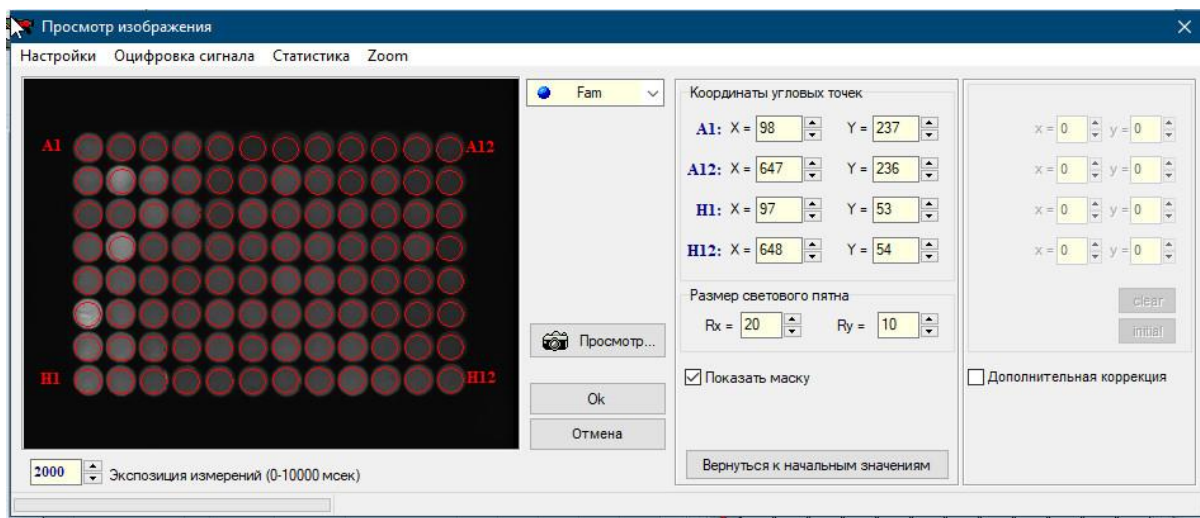 Просмотр изображения
Настройки Оцифровка сигнала Статистика Zoom
A1
A12
H1
H12
Fam
Просмотр...
Ok
Отмена
2000 Экспозиция измерений (0-10000 мсек)
Координаты угловых точек
A1: X = 98 Y = 237
A12: X = 647 Y = 236
H1: X = 97 Y = 53
H12: X = 648 Y = 54
Размер светового пятна
Rx = 20 Ry = 10
Показать маску
Вернуться к начальным значениям
x = 0 y = 0
x = 0 y = 0
x = 0 y = 0
x = 0 y = 0
clear
initial
Дополнительная коррекция